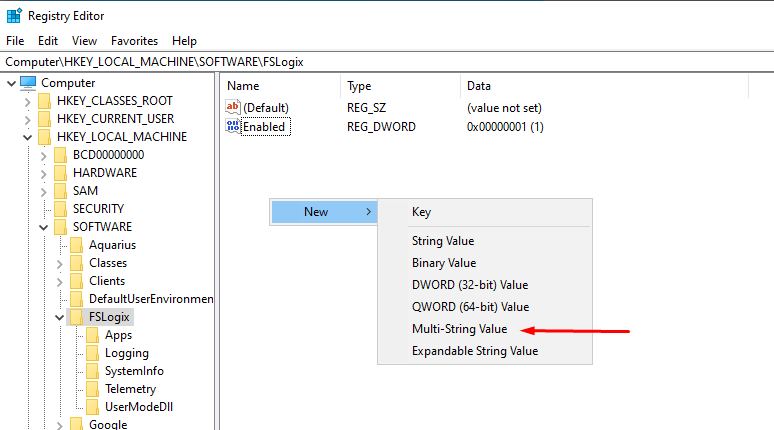 Registry Editor
File Edit View Favorites Help
Computer\HKEY_LOCAL_MACHINE\SOFTWARE\FSLogix
Computer
HKEY_CLASSES_ROOT
HKEY_CURRENT_USER
HKEY_LOCAL_MACHINE
BCD00000000
HARDWARE
SAM
SECURITY
SOFTWARE
Aquarius
Classes
Clients
DefaultUserEnvironmen
FSLogix
Apps
Logging
SystemInfo
Telemetry
UserModeDll
Google
Name Type Data
ab (Default) REG_SZ (value not set)
Enabled REG_DWORD 0x00000001 (1)
New
Key
String Value
Binary Value
DWORD (32-bit) Value
QWORD (64-bit) Value
Multi-String Value
Expandable String Value